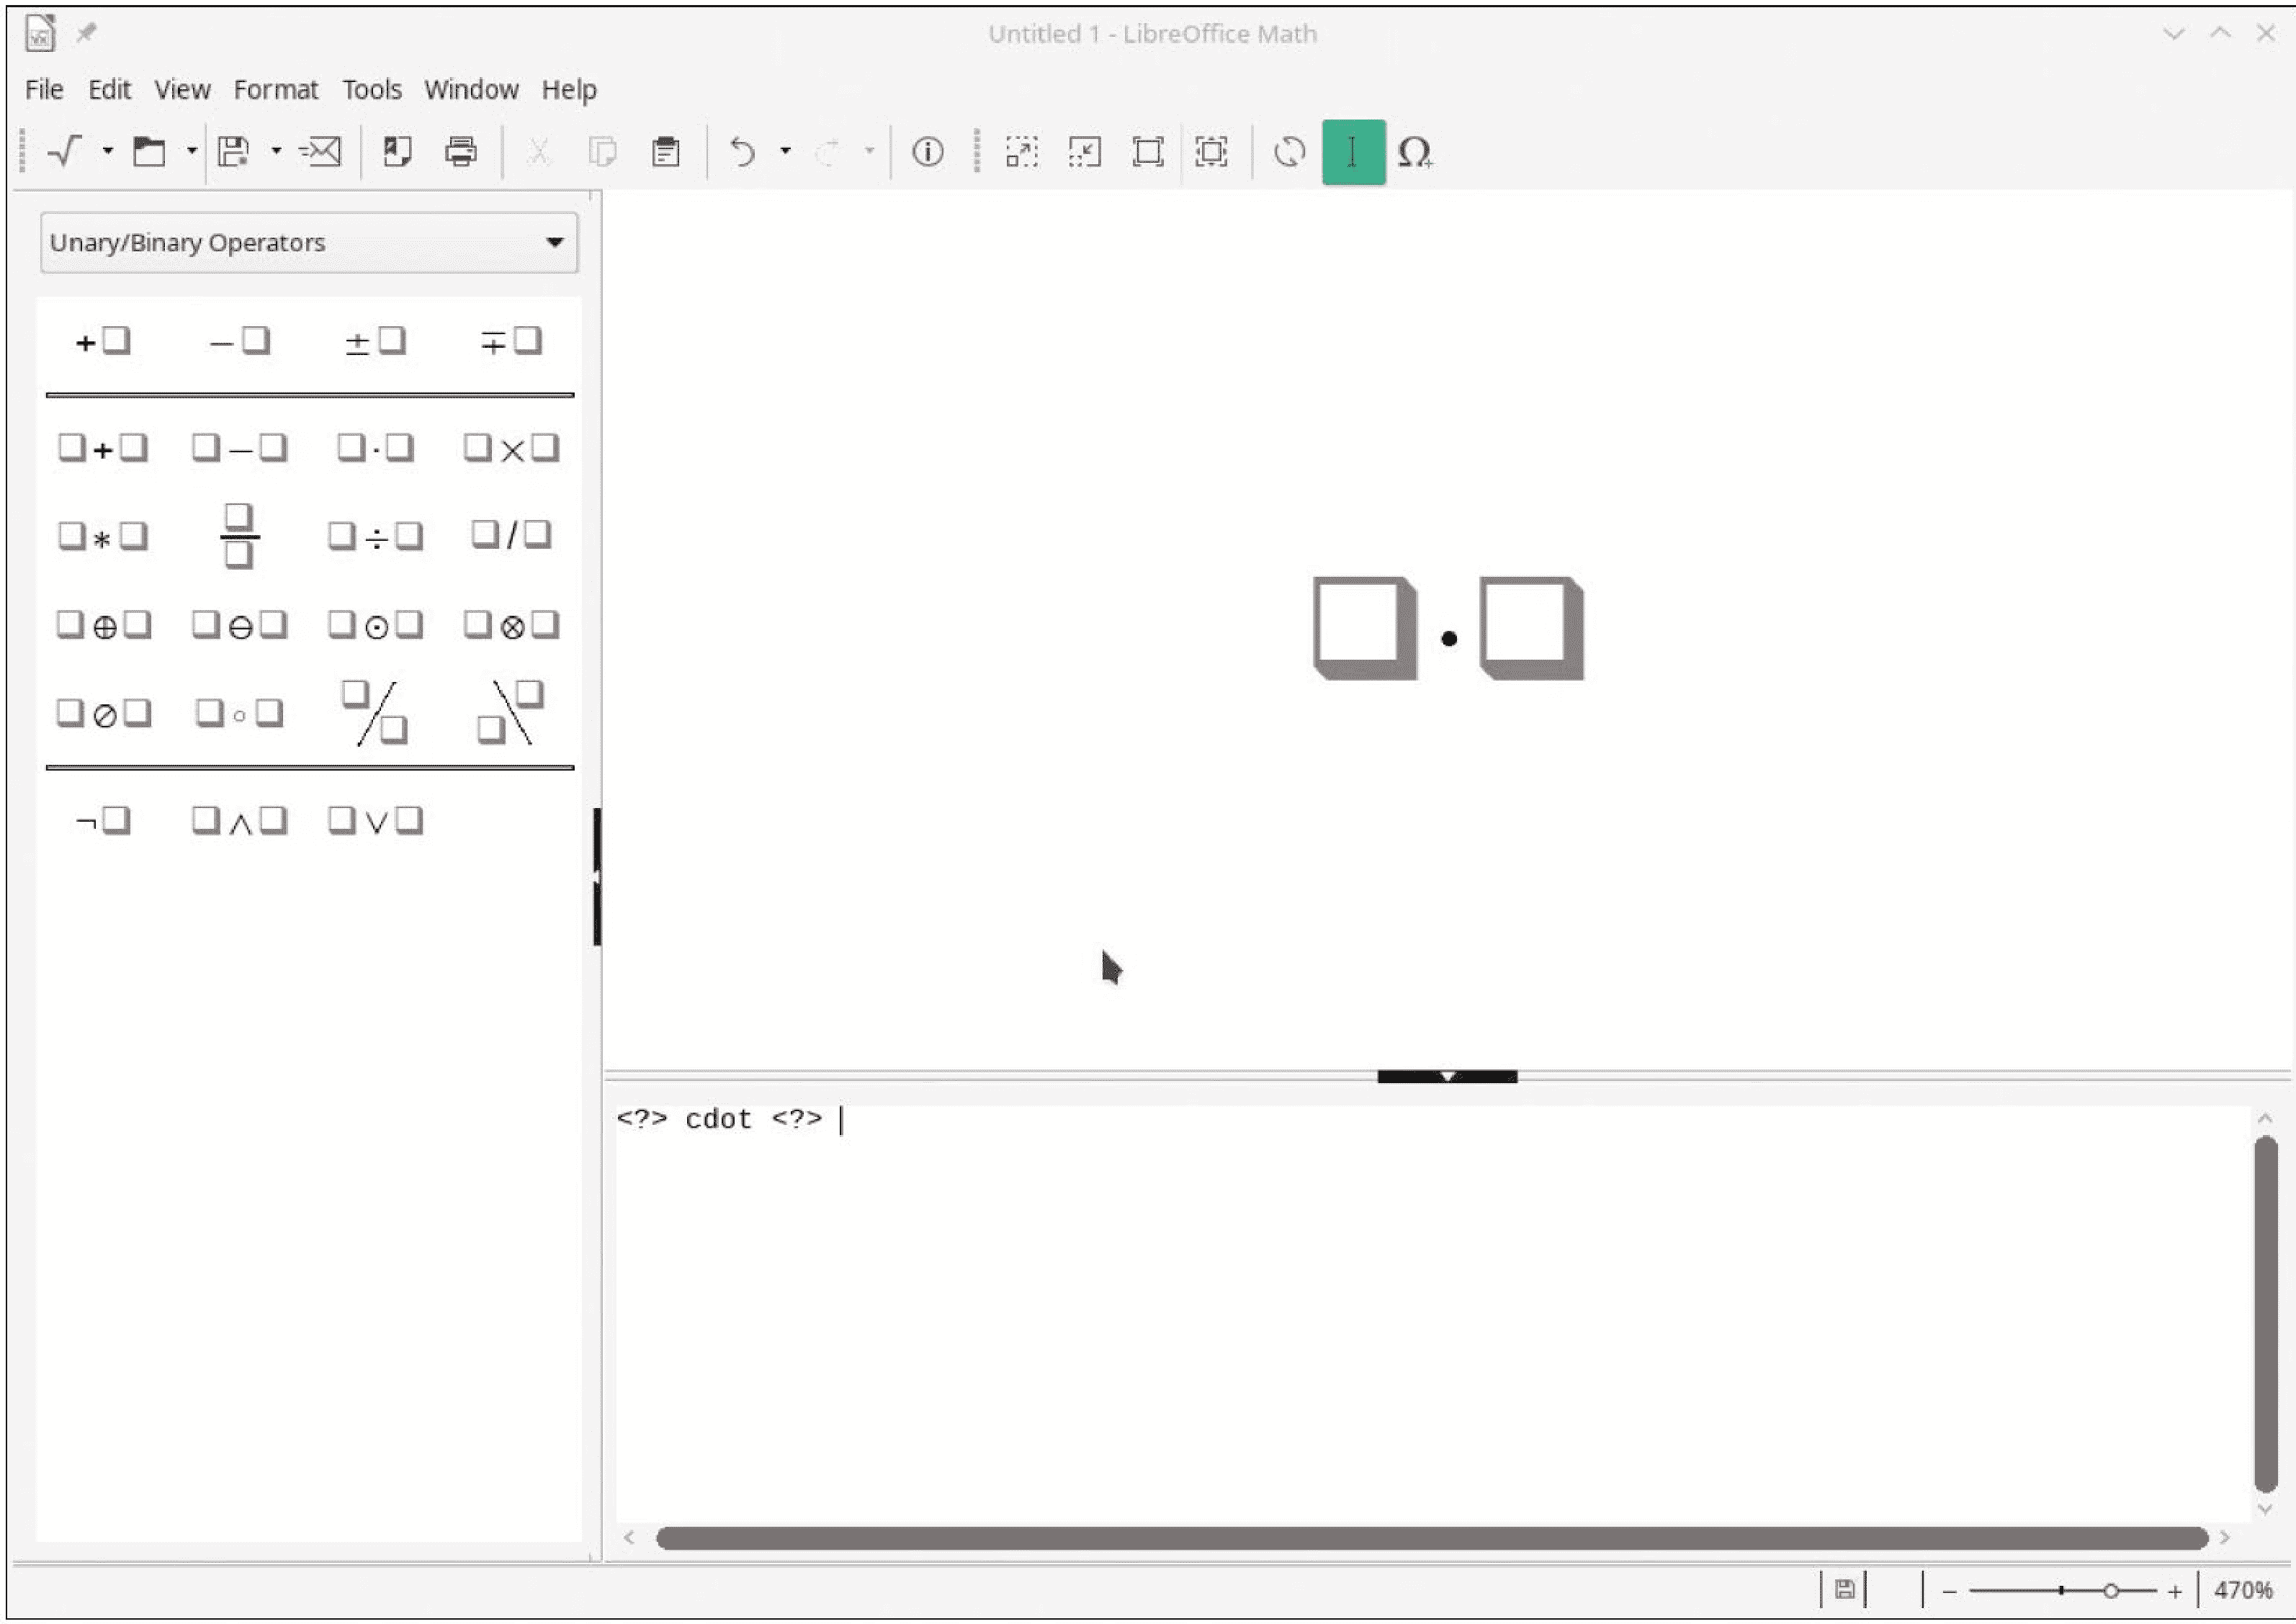 Untitled 1 - LibreOffice Math
File Edit View Format Tools Window Help
Unary/Binary Operators
+□ −□ ±□ ∓□
□+□ □−□ □·□ □×□
□∗□ □/□ □÷□ □/□
□⊕□ □⊖□ □⊙□ □⊗□
□⊘□ □∘□ □/□ □\□
¬□ □∧□ □∨□
□·□
<?> cdot <?>
470%